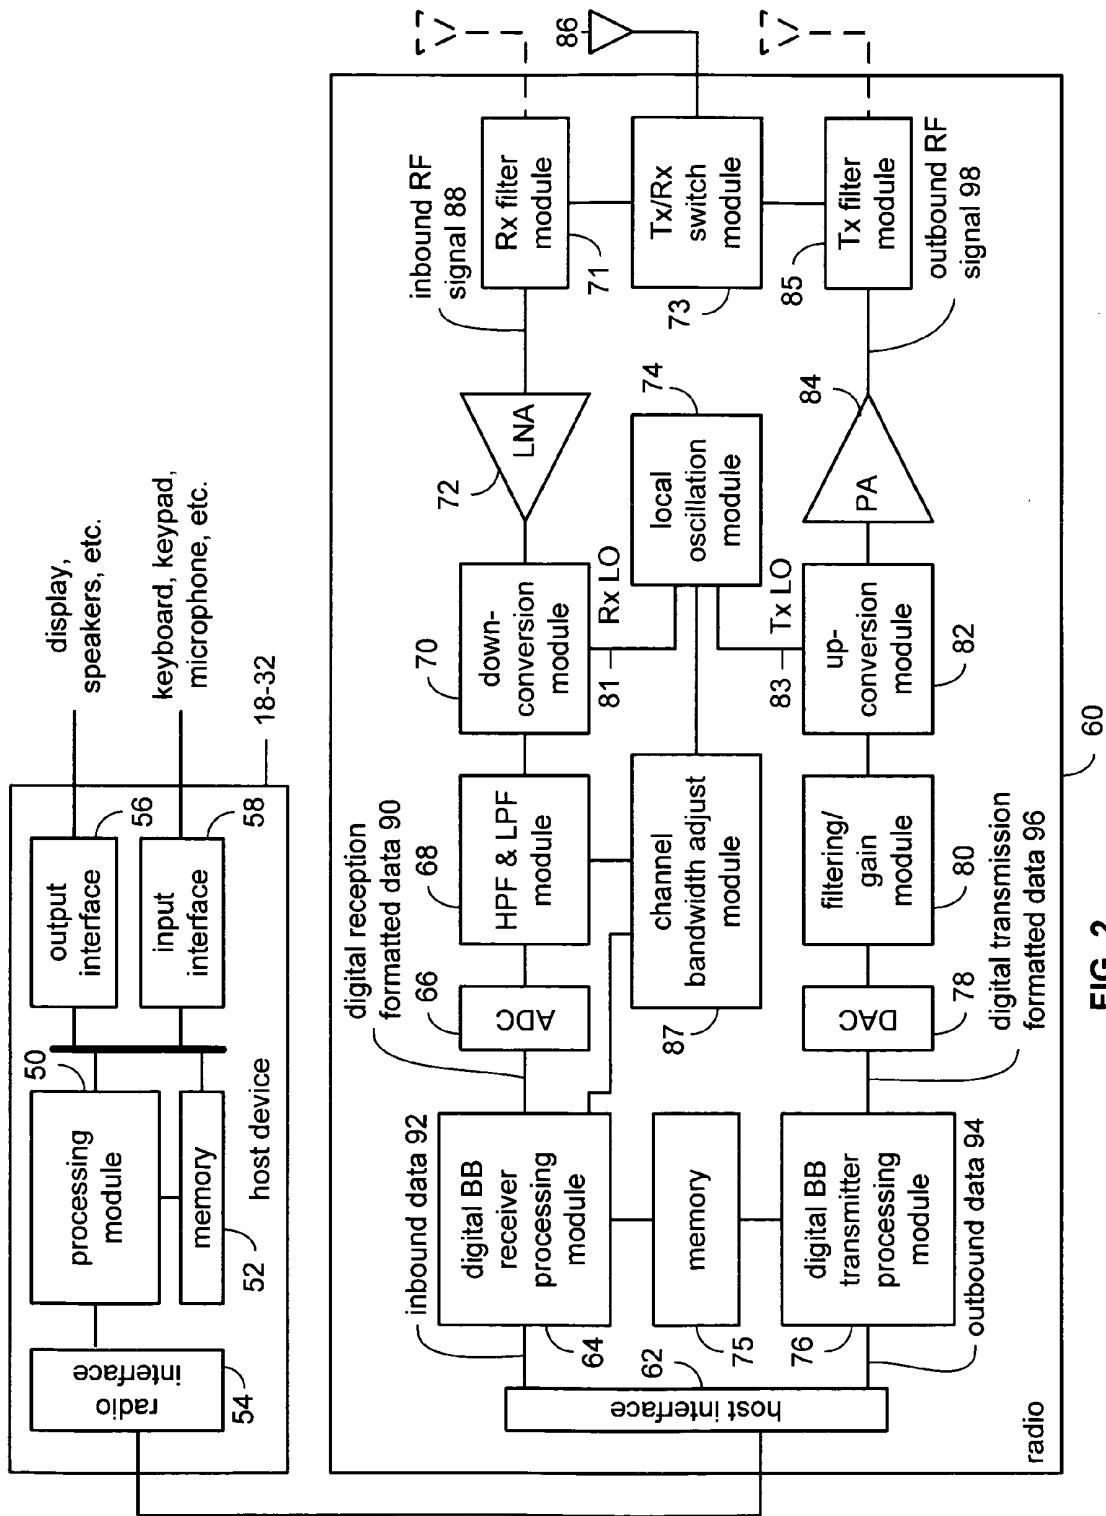 display,
speakers, etc.
keyboard, keypad,
microphone, etc.
18-32
output
interface
56
input
interface
58
50
processing
module
memory
52
host device
radio
interface
54
86
Rx filter
module
71
inbound RF
signal 88
Tx/Rx
switch
module
73
Tx filter
module
85
outbound RF
signal 98
LNA
72
local
oscillation
module
74
PA
84
down-
conversion
module
70
Rx LO
81
Tx LO
83
up-
conversion
module
82
HPF & LPF
module
68
channel
bandwidth adjust
module
87
filtering/
gain
module
80
ADC
66
digital reception
formatted data 90
DAC
78
digital transmission
formatted data 96
digital BB
receiver
processing
module
64
inbound data 92
memory
75
digital BB
transmitter
processing
module
76
outbound data 94
host interface
62
radio
60
FIG. 2